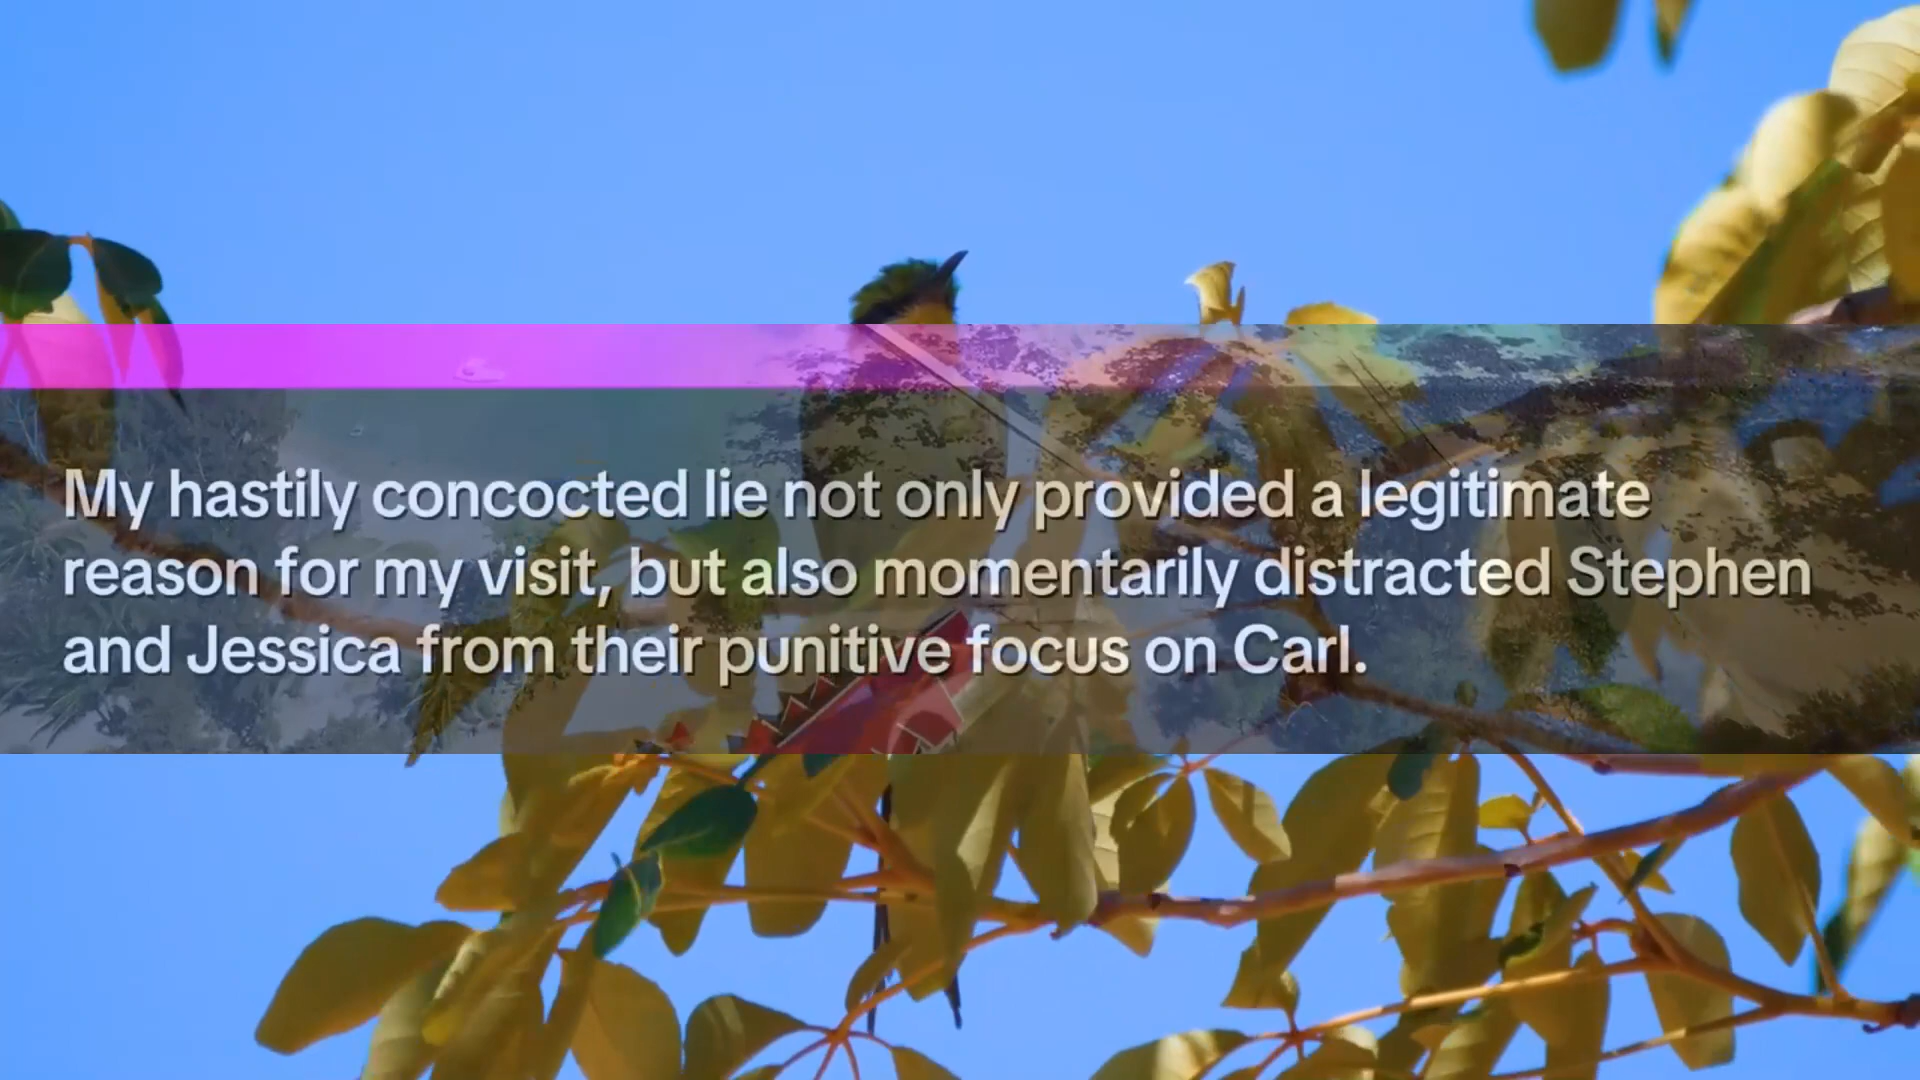 My hastily concocted lie not only provided a legitimate
reason for my visit, but also momentarily distracted Stephen
and Jessica from their punitive focus on Carl.